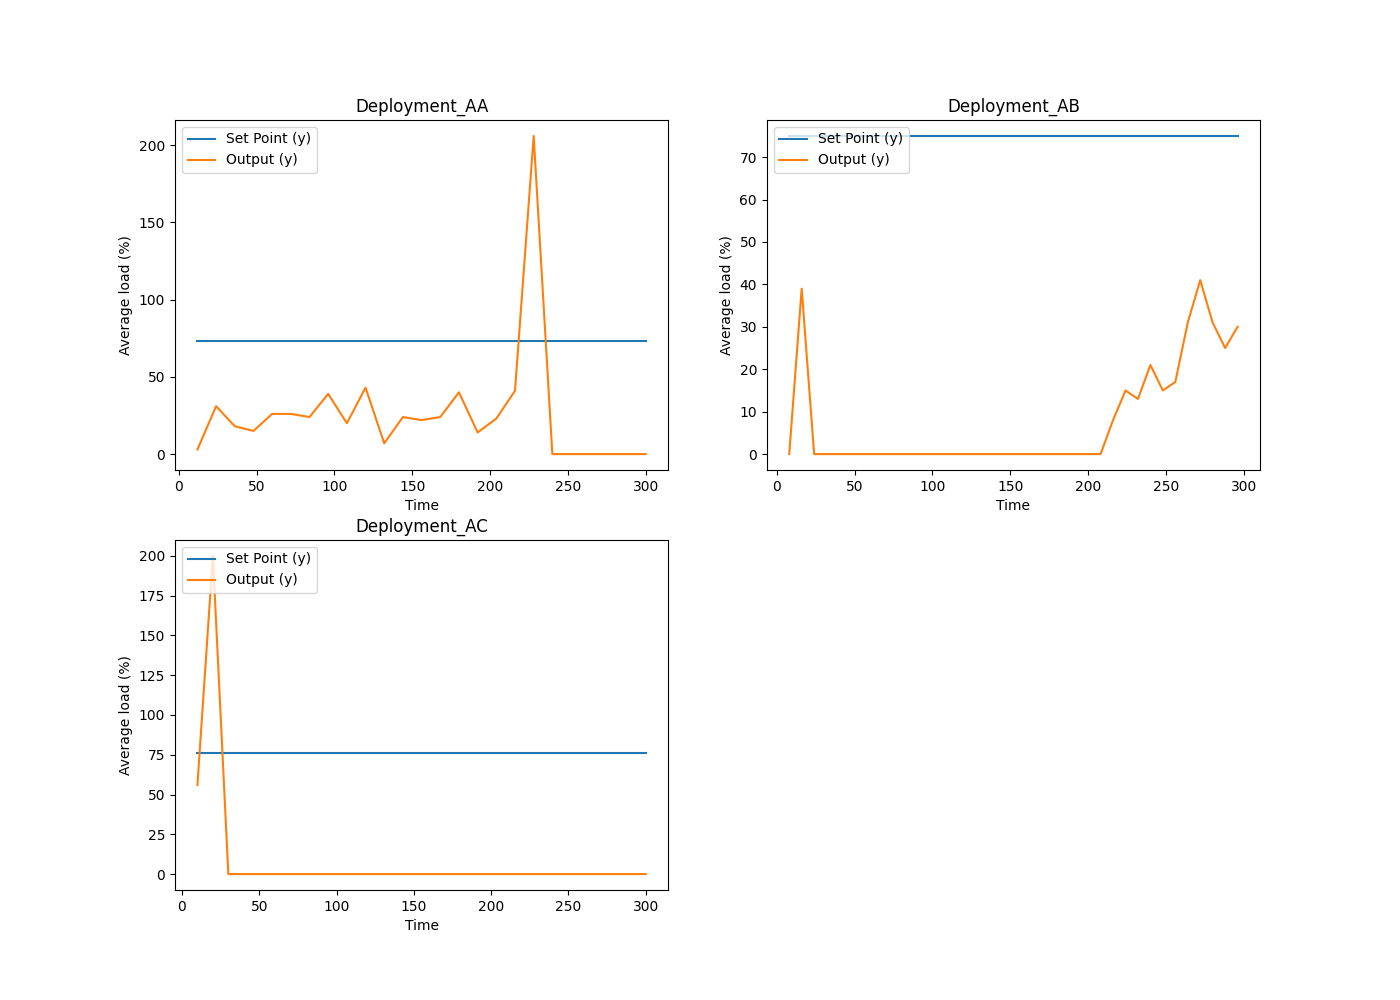 Deployment_AA
Set Point (y)
Output (y)
Average load (%)
200
150
100
50
0
0 50 100 150 200 250 300
Time
Deployment_AB
Set Point (y)
Output (y)
Average load (%)
70
60
50
40
30
20
10
0
0 50 100 150 200 250 300
Time
Deployment_AC
Set Point (y)
Output (y)
Average load (%)
200
175
150
125
100
75
50
25
0
0 50 100 150 200 250 300
Time